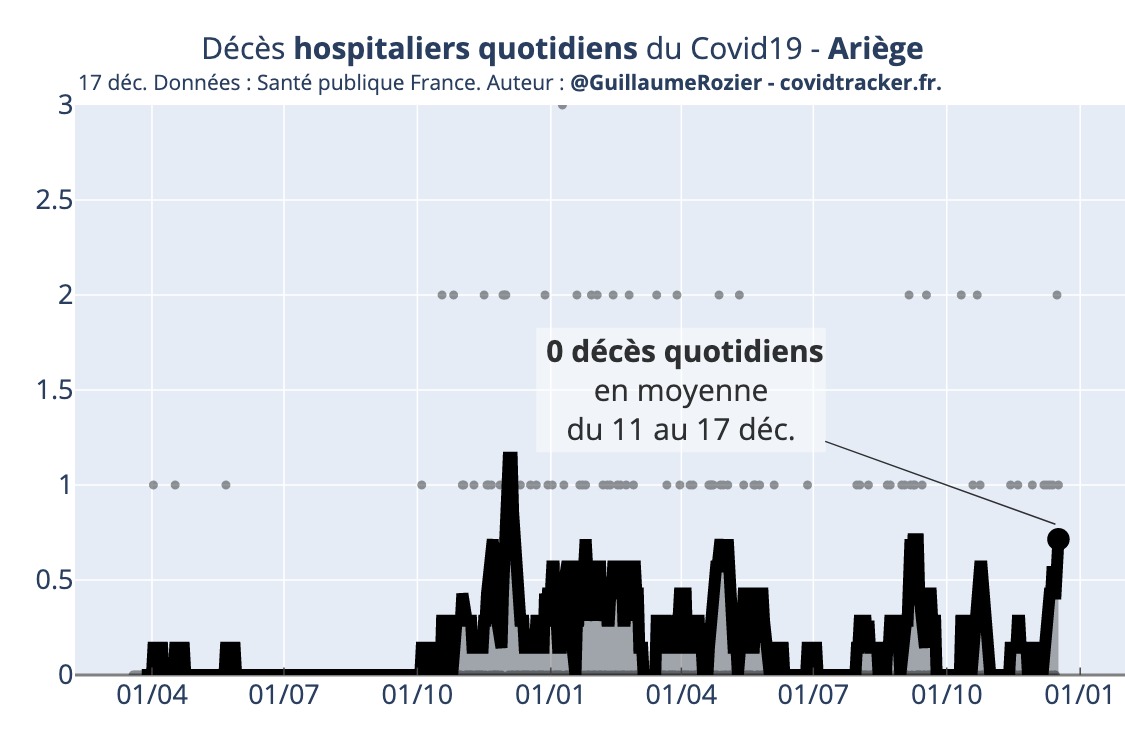 Décès hospitaliers quotidiens du Covid19 - Ariège
17 déc. Données : Santé publique France. Auteur : @GuillaumeRozier - covidtracker.fr.
3
2.5
2
1.5
1
0.5
0
0 décès quotidiens
en moyenne
du 11 au 17 déc.
01/04 01/07 01/10 01/01 01/04 01/07 01/10 01/01